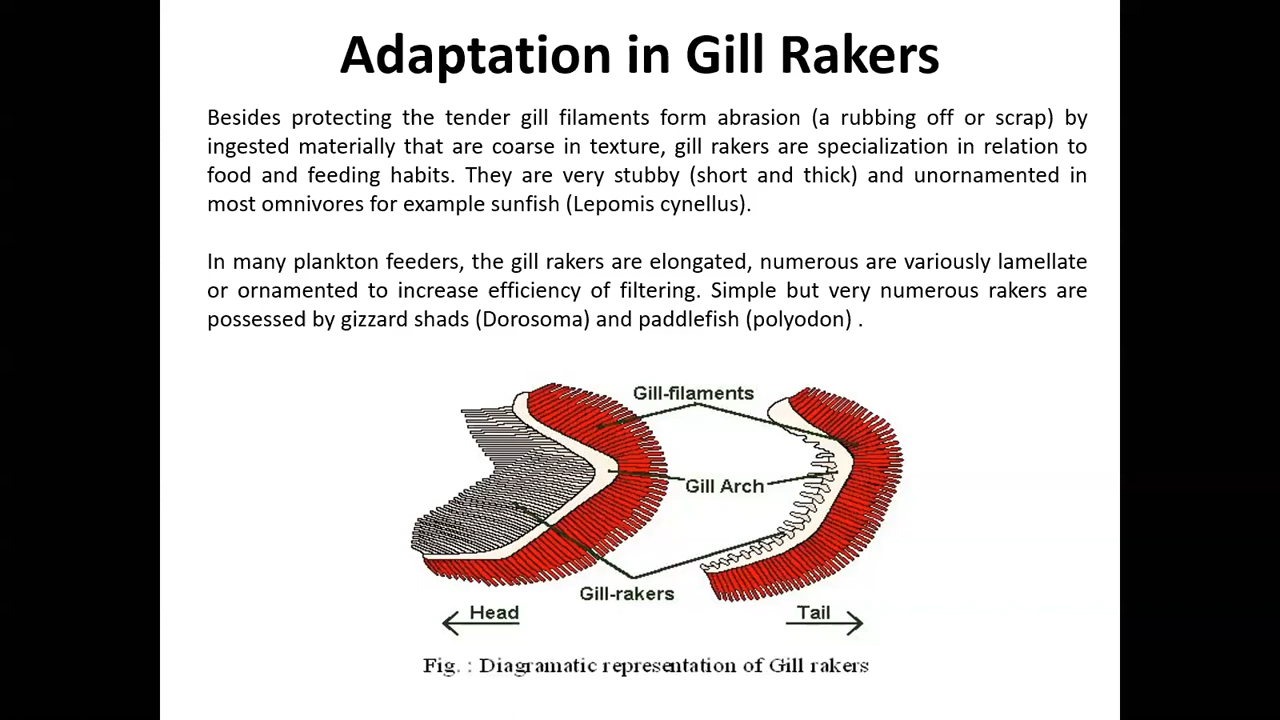 Adaptation in Gill Rakers
Besides protecting the tender gill filaments form abrasion (a rubbing off or scrap) by
ingested materially that are coarse in texture, gill rakers are specialization in relation to
food and feeding habits. They are very stubby (short and thick) and unornamented in
most omnivores for example sunfish (Lepomis cynellus).
In many plankton feeders, the gill rakers are elongated, numerous are variously lamellate
or ornamented to increase efficiency of filtering. Simple but very numerous rakers are
possessed by gizzard shads (Dorosoma) and paddlefish (polyodon) .
Gill-filaments
Gill Arch
Gill-rakers
Head
Tail
Fig. : Diagramatic representation of Gill rakers